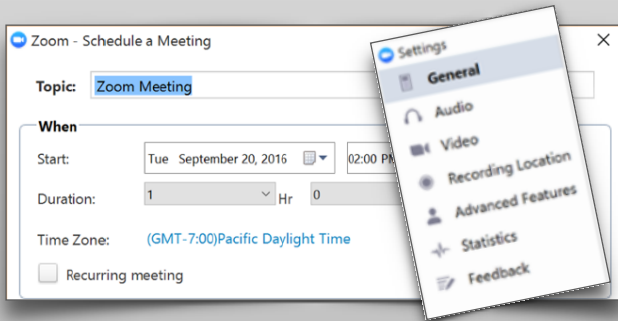 Zoom - Schedule a Meeting
Topic: Zoom Meeting
When
Start: Tue September 20, 2016 02:00 PM
Duration: 1 Hr 0
Time Zone: (GMT-7:00)Pacific Daylight Time
Recurring meeting
Settings
General
Audio
Video
Recording Location
Advanced Features
Statistics
Feedback